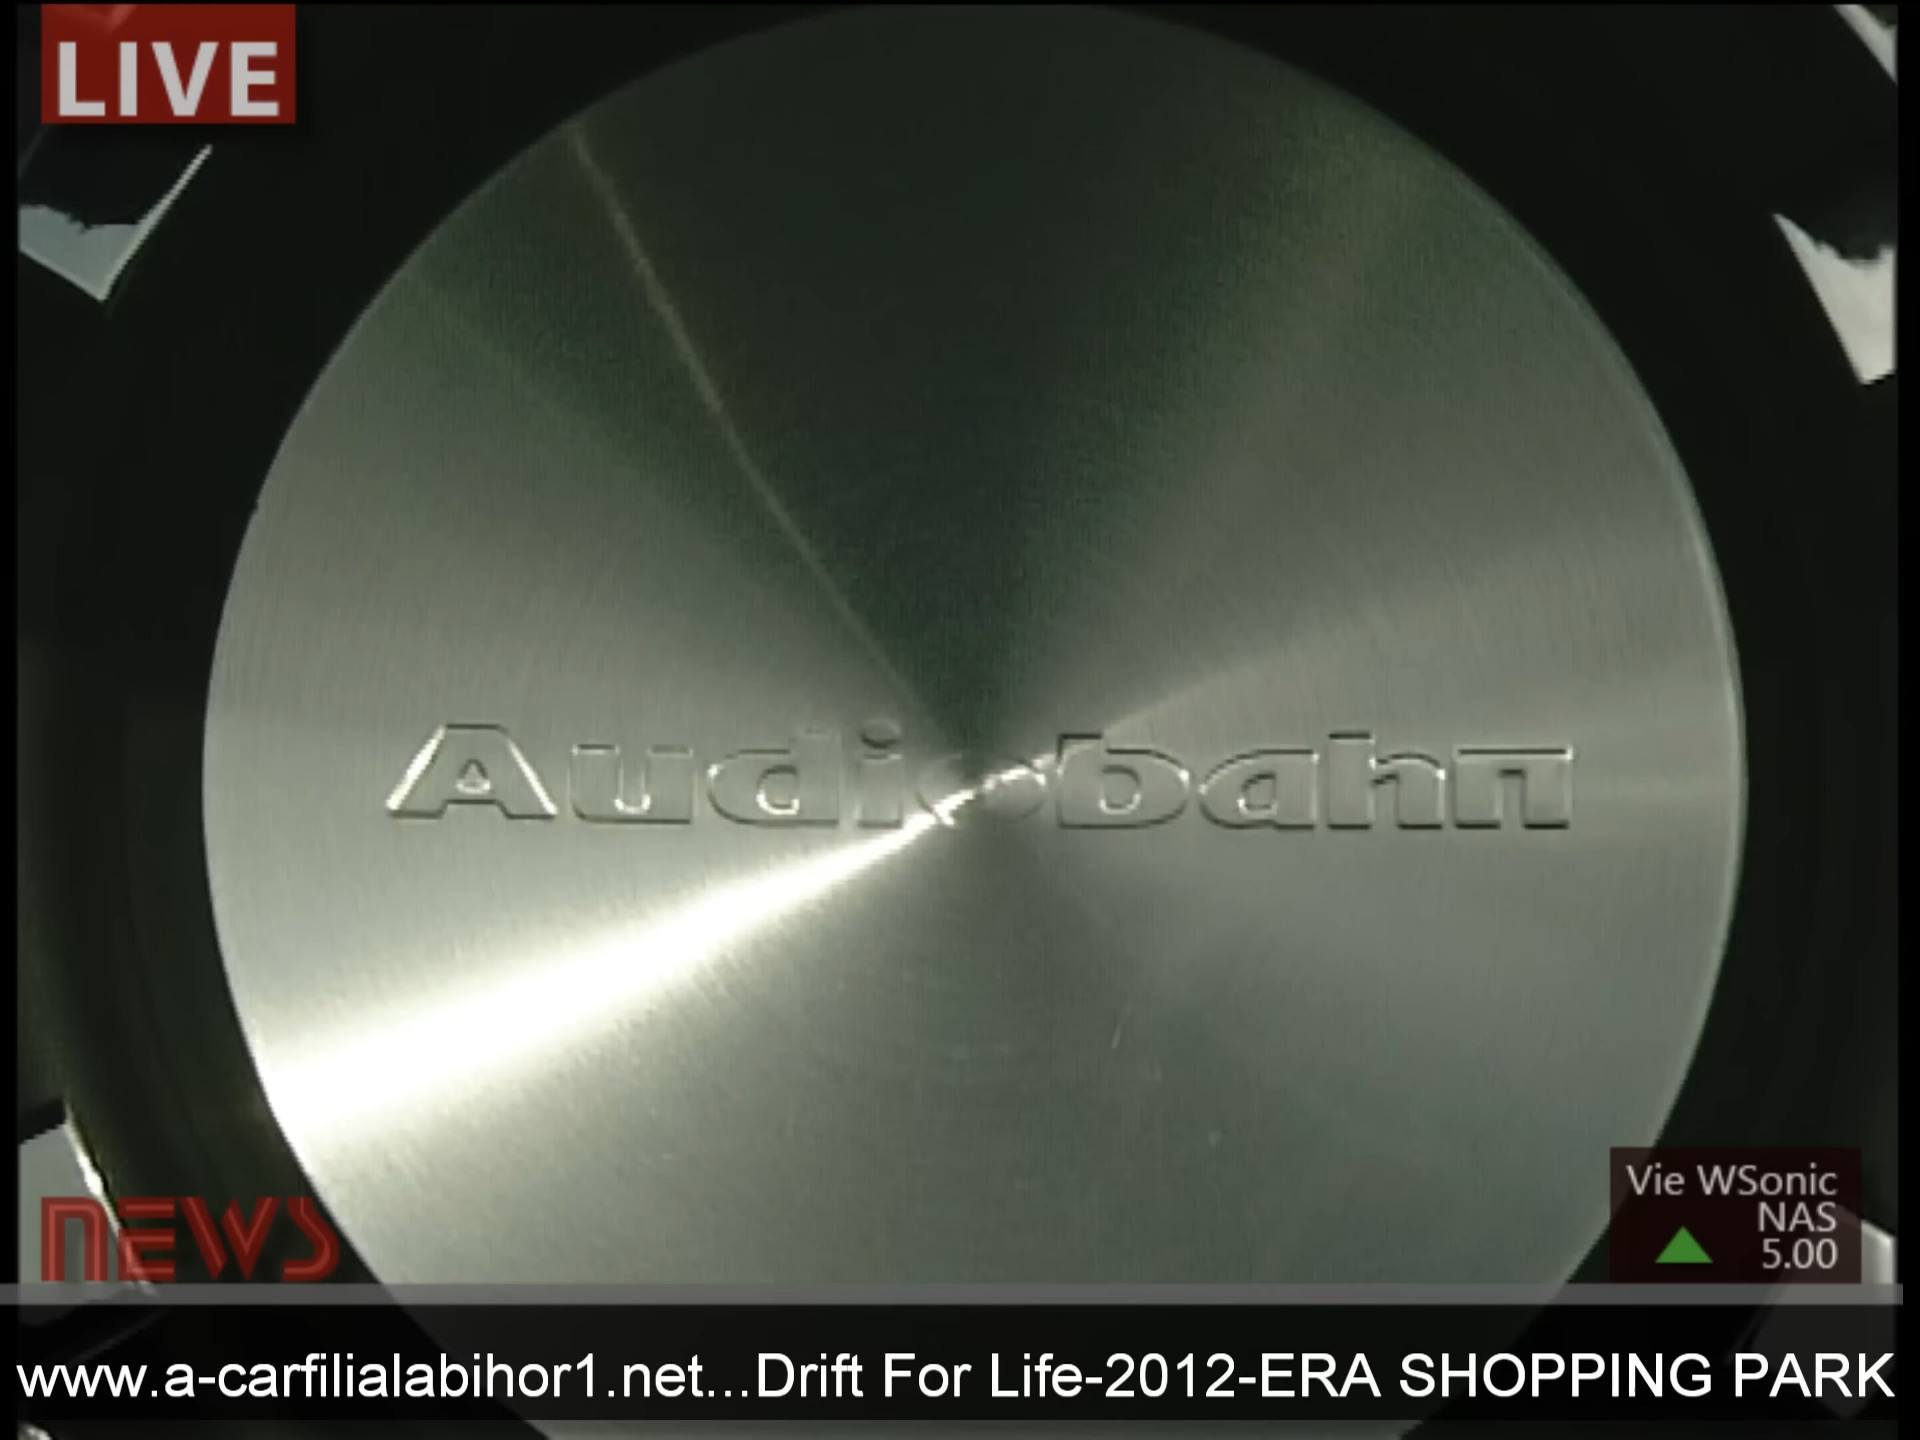 LIVE
Audiobahn
NEWS
Vie WSonic
NAS
5.00
www.a-carfilialabihor1.net...Drift For Life-2012-ERA SHOPPING PARK